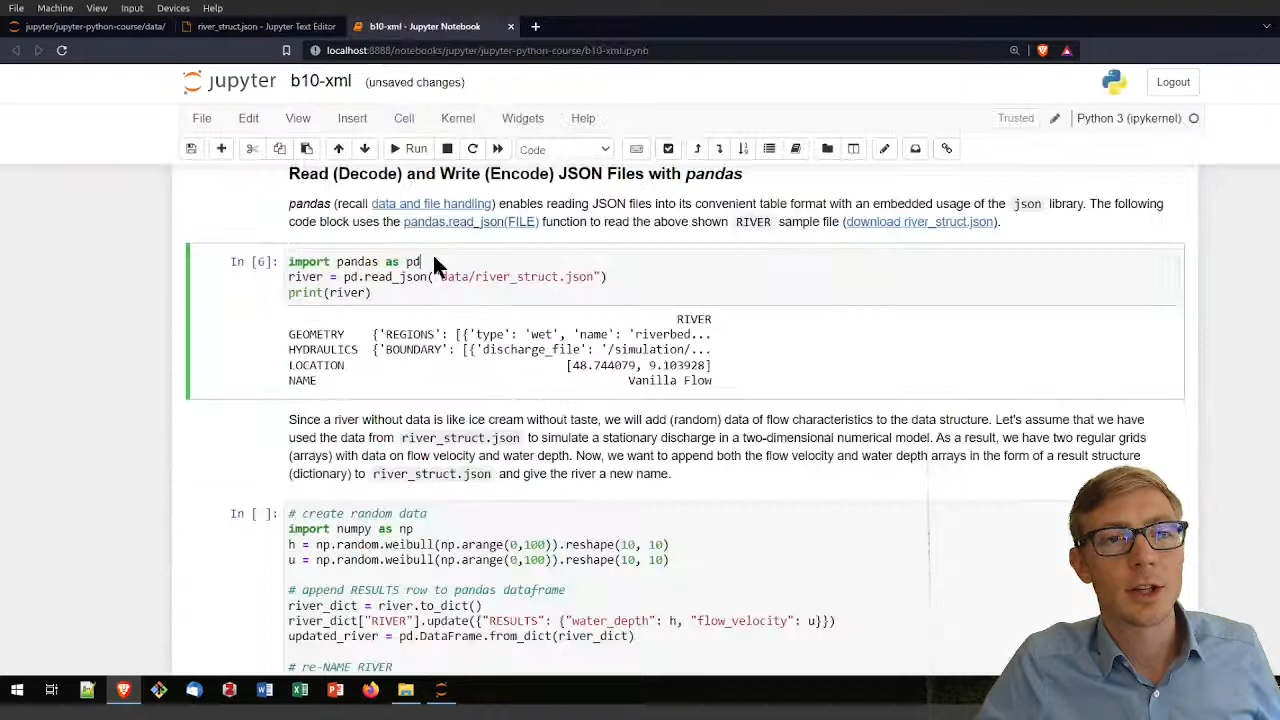 File Machine View Input Devices Help
jupyter/jupyter-python-course/data/ river_struct.json - Jupyter Text Editor b10-xml - Jupyter Notebook
localhost:8888/notebooks/jupyter/jupyter-python-course/b10-xml.ipynb
jupyter b10-xml (unsaved changes) Logout
File Edit View Insert Cell Kernel Widgets Help Trusted Python 3 (ipykernel)
Run Code
Read (Decode) and Write (Encode) JSON Files with pandas
pandas (recall data and file handling) enables reading JSON files into its convenient table format with an embedded usage of the json library. The following
code block uses the pandas.read_json(FILE) function to read the above shown RIVER sample file (download river_struct.json).
In [6]: import pandas as pd
river = pd.read_json("data/river_struct.json")
print(river)
RIVER
GEOMETRY {'REGIONS': [{'type': 'wet', 'name': 'riverbed...
HYDRAULICS {'BOUNDARY': [{'discharge_file': '/simulation/...
LOCATION [48.744079, 9.103928]
NAME Vanilla Flow
Since a river without data is like ice cream without taste, we will add (random) data of flow characteristics to the data structure. Let's assume that we have
used the data from river_struct.json to simulate a stationary discharge in a two-dimensional numerical model. As a result, we have two regular grids
(arrays) with data on flow velocity and water depth. Now, we want to append both the flow velocity and water depth arrays in the form of a result structure
(dictionary) to river_struct.json and give the river a new name.
In [ ]: # create random data
import numpy as np
h = np.random.weibull(np.arange(0,100)).reshape(10, 10)
u = np.random.weibull(np.arange(0,100)).reshape(10, 10)
# append RESULTS row to pandas dataframe
river_dict = river.to_dict()
river_dict["RIVER"].update({"RESULTS": {"water_depth": h, "flow_velocity": u}})
updated_river = pd.DataFrame.from_dict(river_dict)
# re-NAME RIVER